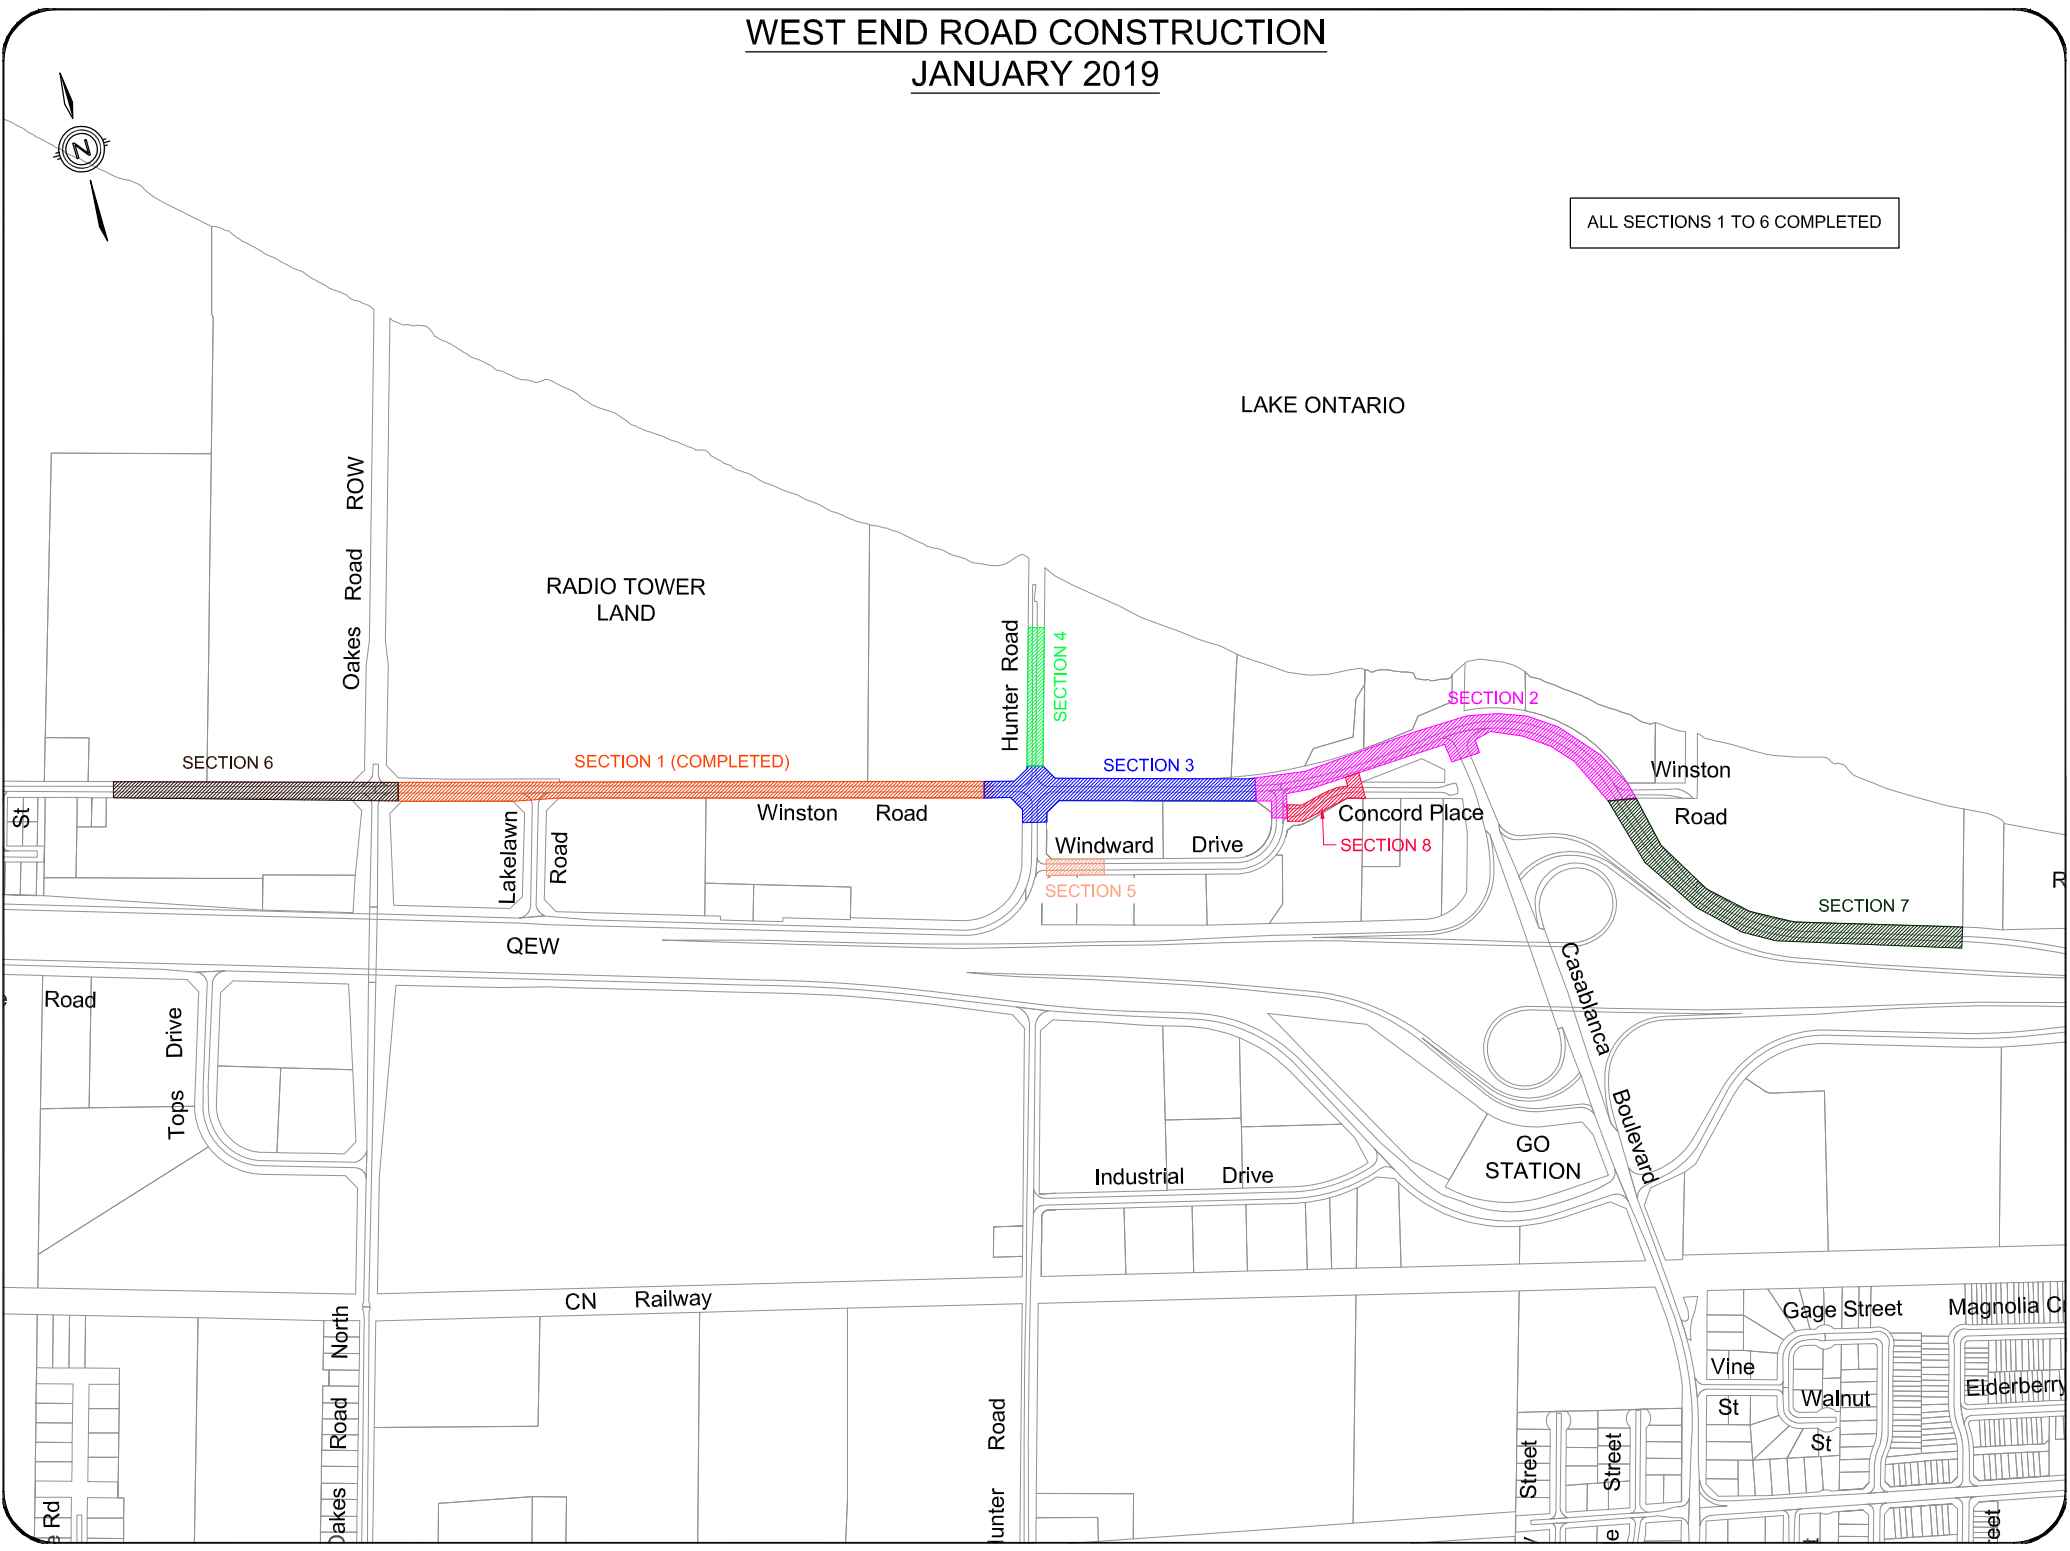 WEST END ROAD CONSTRUCTION
JANUARY 2019
N
ALL SECTIONS 1 TO 6 COMPLETED
LAKE ONTARIO
Oakes Road ROW
RADIO TOWER
LAND
Hunter Road
SECTION 4
SECTION 2
SECTION 6
SECTION 1 (COMPLETED)
SECTION 3
Winston
Road
St
Lakelawn
Road
Winston Road
Windward Drive
Concord Place
SECTION 8
SECTION 5
SECTION 7
R
QEW
Casablanca
Boulevard
Road
Tops Drive
GO
STATION
Industrial Drive
CN Railway
Oakes Road North
Hunter Road
Gage Street
Magnolia
Vine
St
Walnut
St
Elderberry
Street
Street
Rd